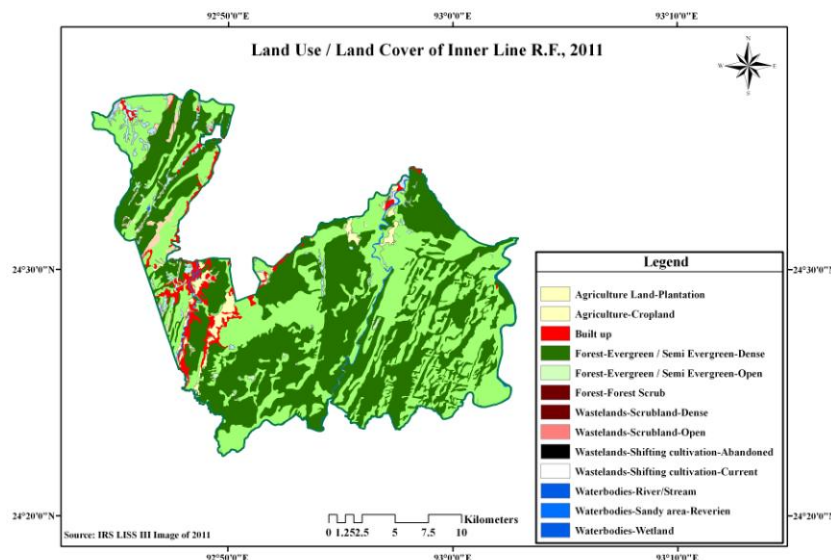 92°50'0"E 93°0'0"E 93°10'0"E
Land Use / Land Cover of Inner Line R.F., 2011
N
W E
S
24°30'0"N 24°30'0"N
Legend
Agriculture Land-Plantation
Agriculture-Cropland
Built up
Forest-Evergreen / Semi Evergreen-Dense
Forest-Evergreen / Semi Evergreen-Open
Forest-Forest Scrub
Wastelands-Scrubland-Dense
Wastelands-Scrubland-Open
Wastelands-Shifting cultivation-Abandoned
Wastelands-Shifting cultivation-Current
Waterbodies-River/Stream
Waterbodies-Sandy area-Reverien
Waterbodies-Wetland
24°20'0"N 24°20'0"N
Kilometers
0 1.252.5 5 7.5 10
Source: IRS LISS III Image of 2011
92°50'0"E 93°0'0"E 93°10'0"E